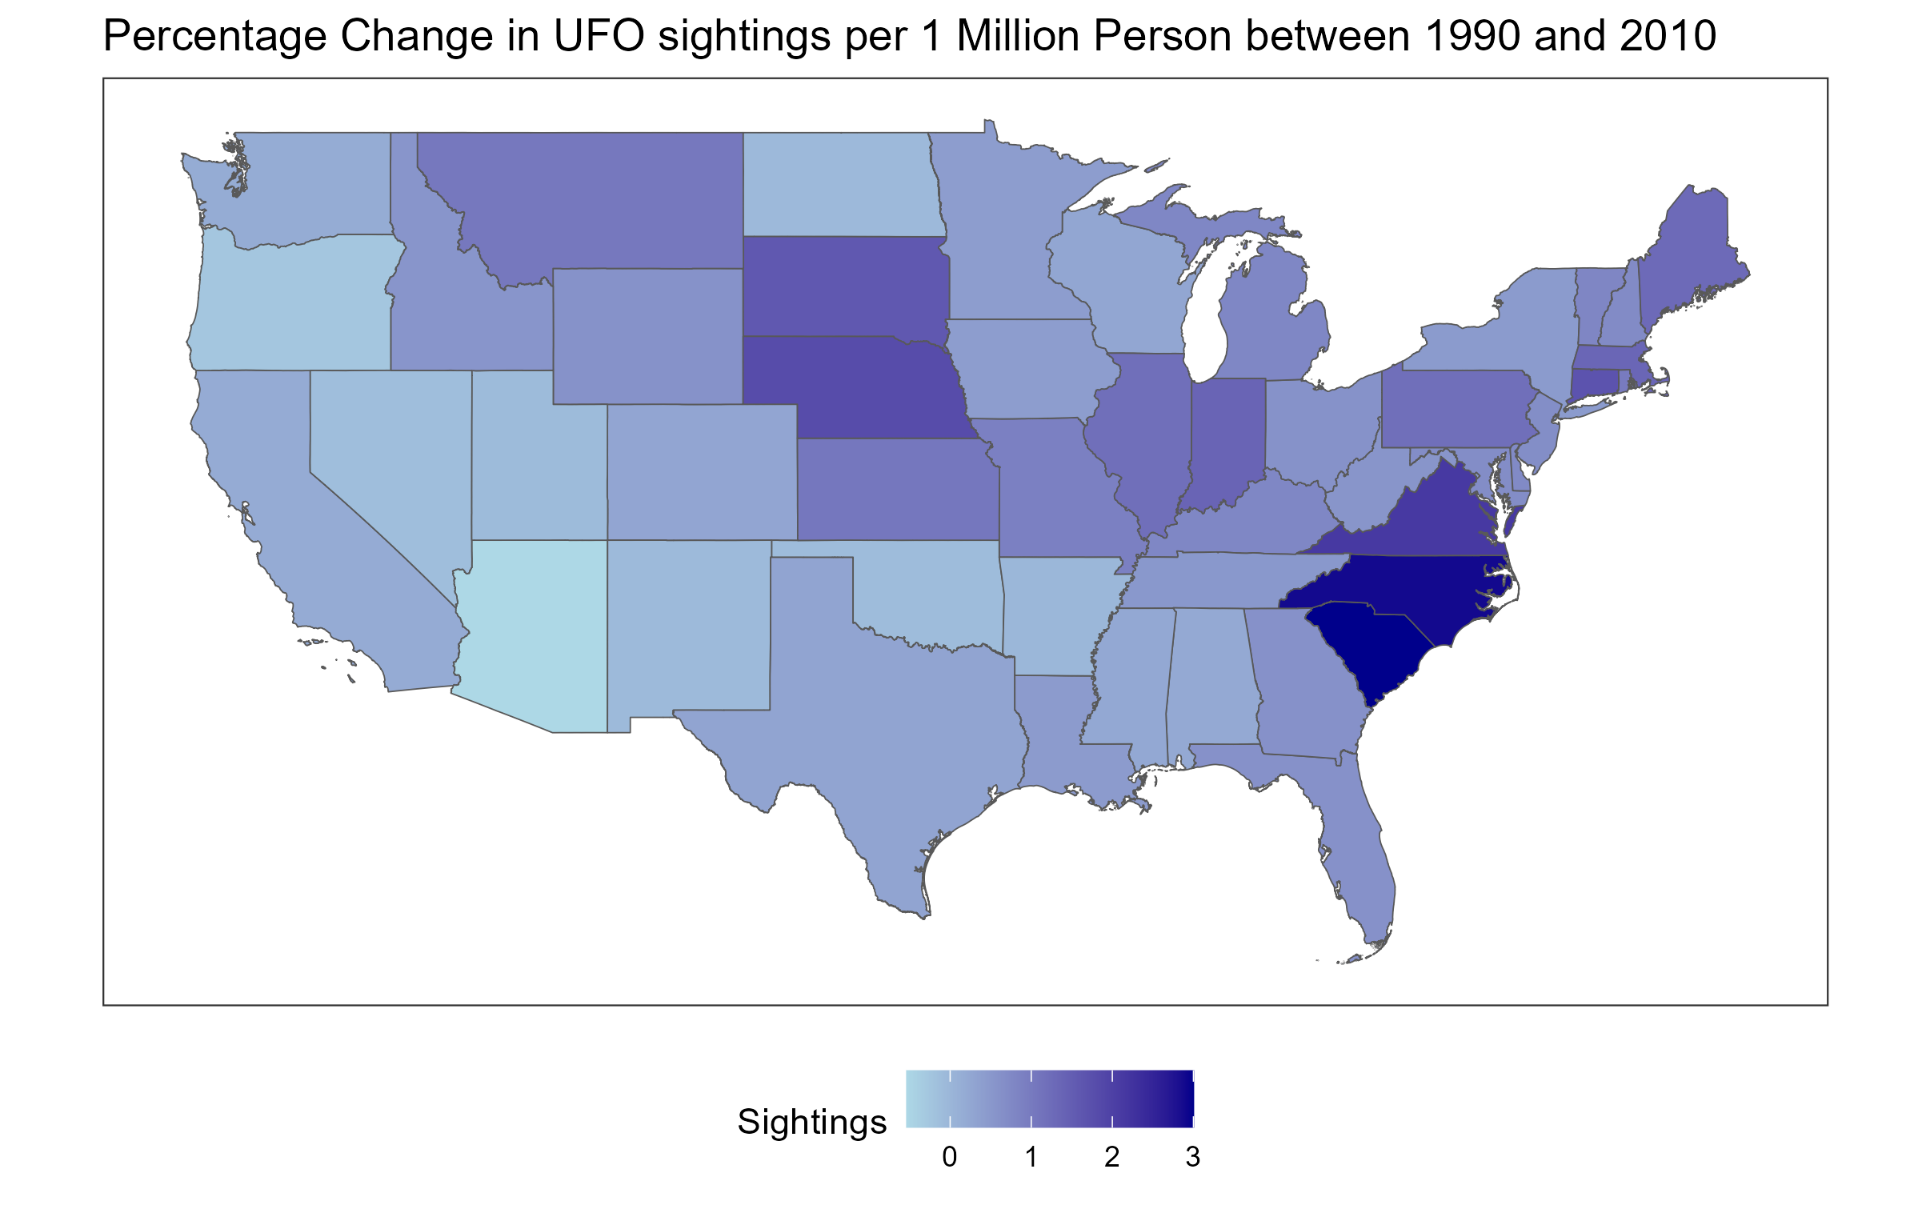 Percentage Change in UFO sightings per 1 Million Person between 1990 and 2010
Sightings
0 1 2 3